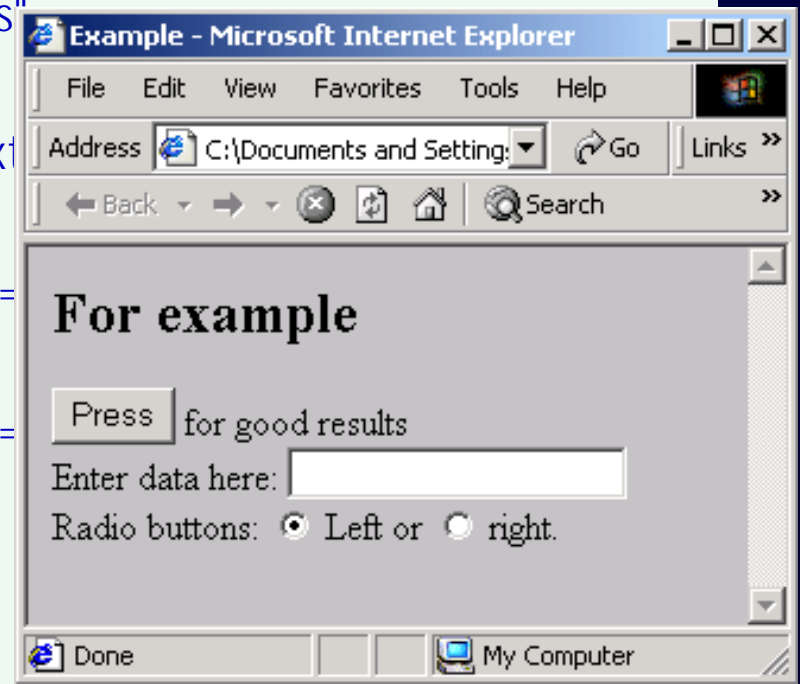 S"
Example - Microsoft Internet Explorer
File Edit View Favorites Tools Help
Address C:\Documents and Setting: Go Links »
Back Search »
=
For example
Press for good results
=
Enter data here:
Radio buttons: Left or right.
Done My Computer